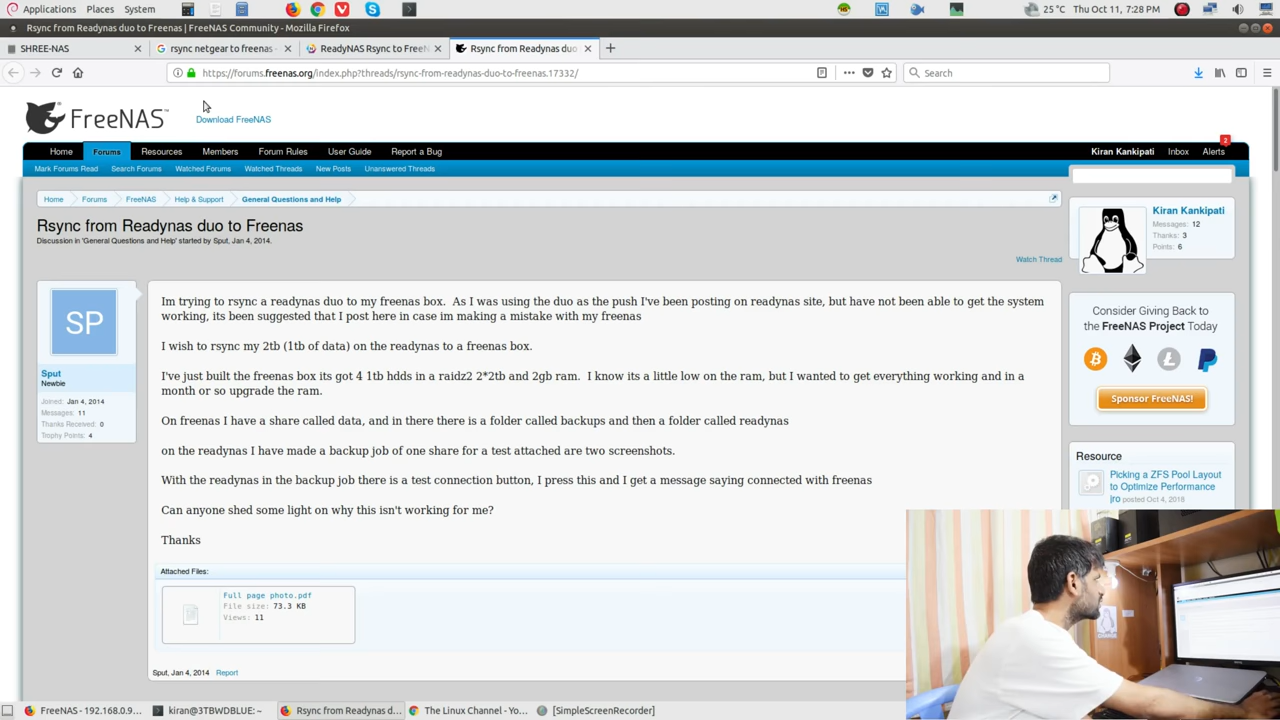 Applications Places System
25 °C Thu Oct 11, 7:28 PM
Rsync from Readynas duo to Freenas | FreeNAS Community - Mozilla Firefox
SHREE-NAS
rsync netgear to freenas -
ReadyNAS Rsync to FreeN
Rsync from Readynas duo
https://forums.freenas.org/index.php?threads/rsync-from-readynas-duo-to-freenas.17332/
Search
FreeNAS
Download FreeNAS
2
Home Forums Resources Members Forum Rules User Guide Report a Bug
Kiran Kankipati Inbox Alerts
Mark Forums Read Search Forums Watched Forums Watched Threads New Posts Unanswered Threads
Home Forums FreeNAS Help & Support General Questions and Help
Rsync from Readynas duo to Freenas
Discussion in 'General Questions and Help' started by Sput, Jan 4, 2014.
Watch Thread
Kiran Kankipati
Messages: 12
Thanks: 3
Points: 6
SP
Sput
Newbie
Joined: Jan 4, 2014
Messages: 11
Thanks Received: 0
Trophy Points: 4
Im trying to rsync a readynas duo to my freenas box. As I was using the duo as the push I've been posting on readynas site, but have not been able to get the system
working, its been suggested that I post here in case im making a mistake with my freenas
I wish to rsync my 2tb (1tb of data) on the readynas to a freenas box.
I've just built the freenas box its got 4 1tb hdds in a raidz2 2*2tb and 2gb ram. I know its a little low on the ram, but I wanted to get everything working and in a
month or so upgrade the ram.
On freenas I have a share called data, and in there there is a folder called backups and then a folder called readynas
on the readynas I have made a backup job of one share for a test attached are two screenshots.
With the readynas in the backup job there is a test connection button, I press this and I get a message saying connected with freenas
Can anyone shed some light on why this isn't working for me?
Thanks
Attached Files:
Full page photo.pdf
File size: 73.3 KB
Views: 11
Sput, Jan 4, 2014 Report
Consider Giving Back to
the FreeNAS Project Today
Sponsor FreeNAS!
Resource
Picking a ZFS Pool Layout
to Optimize Performance
jro posted Oct 4, 2018
FreeNAS - 192.168.0.9...
kiran@3TBWDBLUE: ~
Rsync from Readynas d...
The Linux Channel - Yo...
[SimpleScreenRecorder]